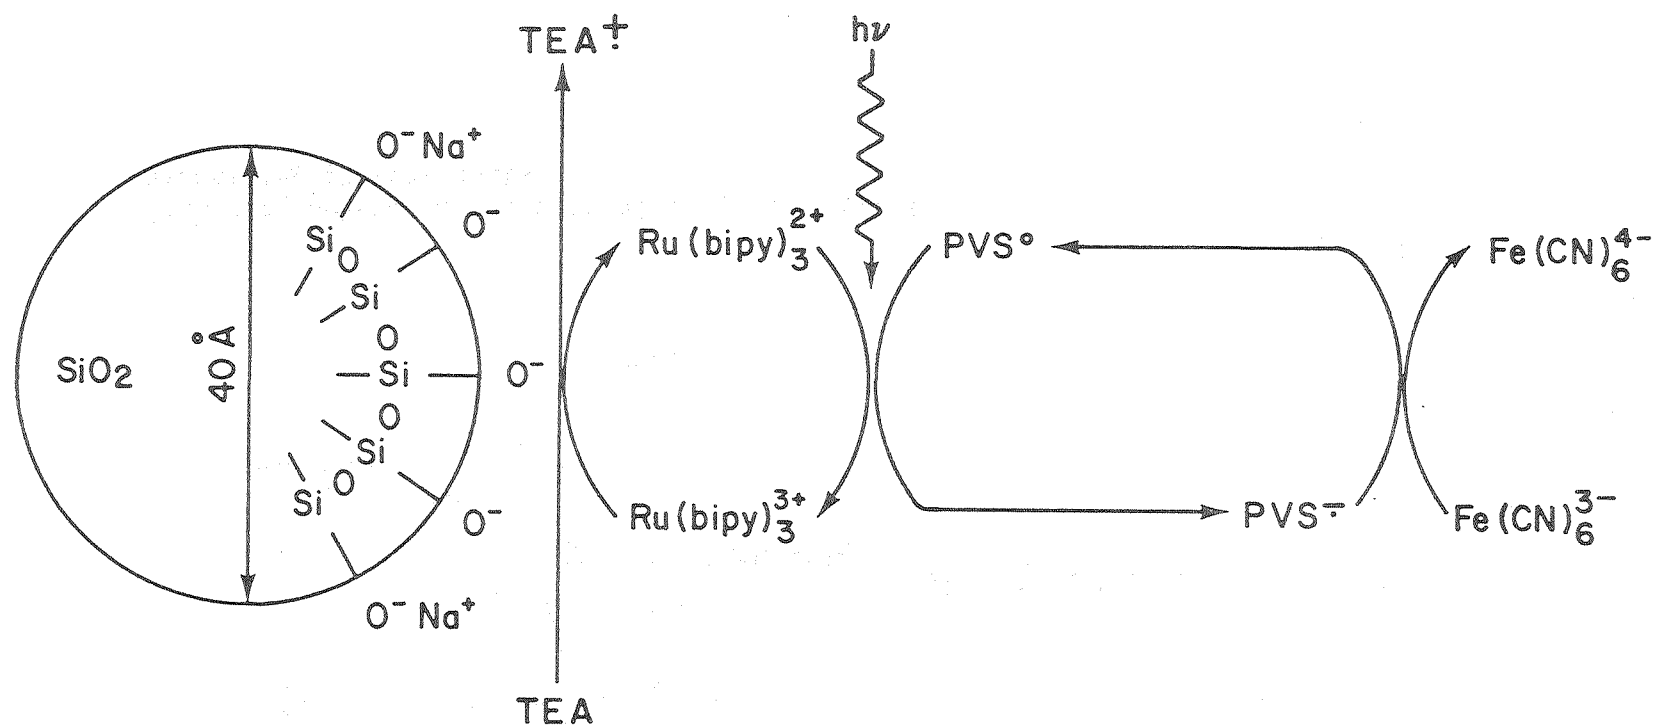 TEA⁺̣
hν
O⁻ Na⁺
O⁻
Si
O
Si
O
SiO₂
40 Å
Si
O⁻
O
Si
O
Si
O⁻
O⁻ Na⁺
TEA
Ru(bipy)₃²⁺
PVS°
Fe(CN)₆⁴⁻
Ru(bipy)₃³⁺
PVS⁻̣
Fe(CN)₆³⁻